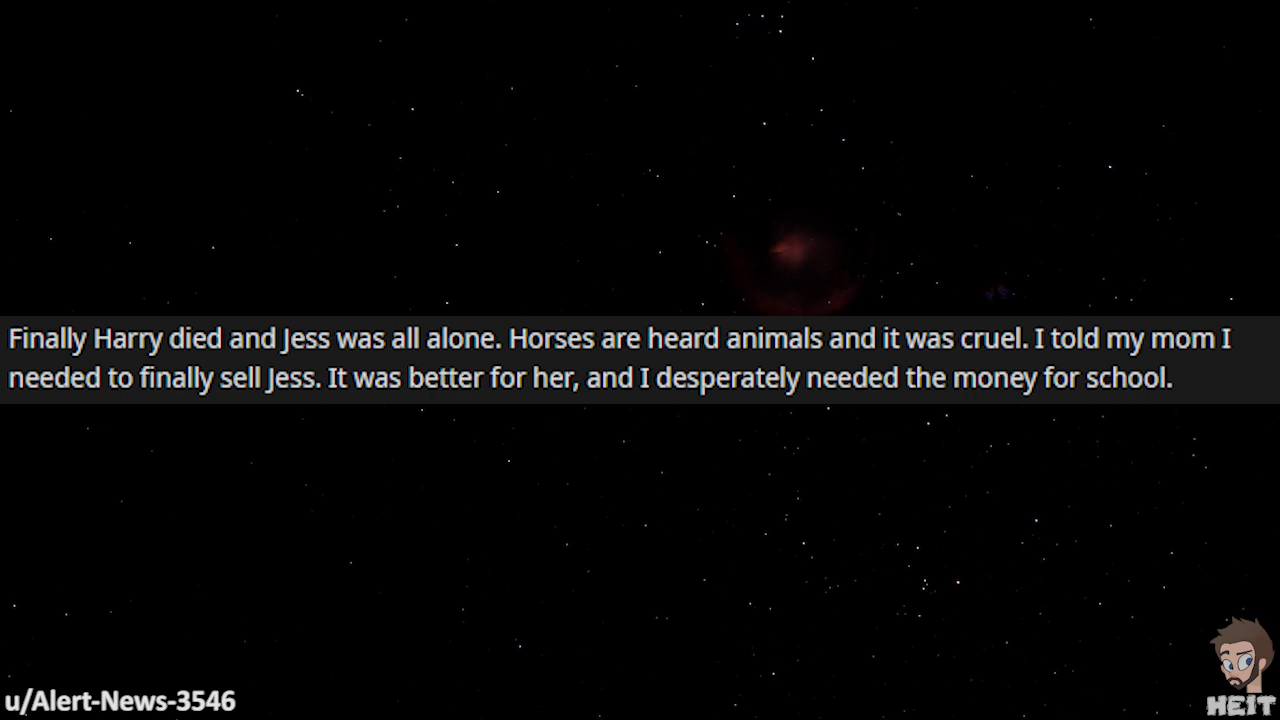 Finally Harry died and Jess was all alone. Horses are heard animals and it was cruel. I told my mom I
needed to finally sell Jess. It was better for her, and I desperately needed the money for school.
u/Alert-News-3546
HEIT